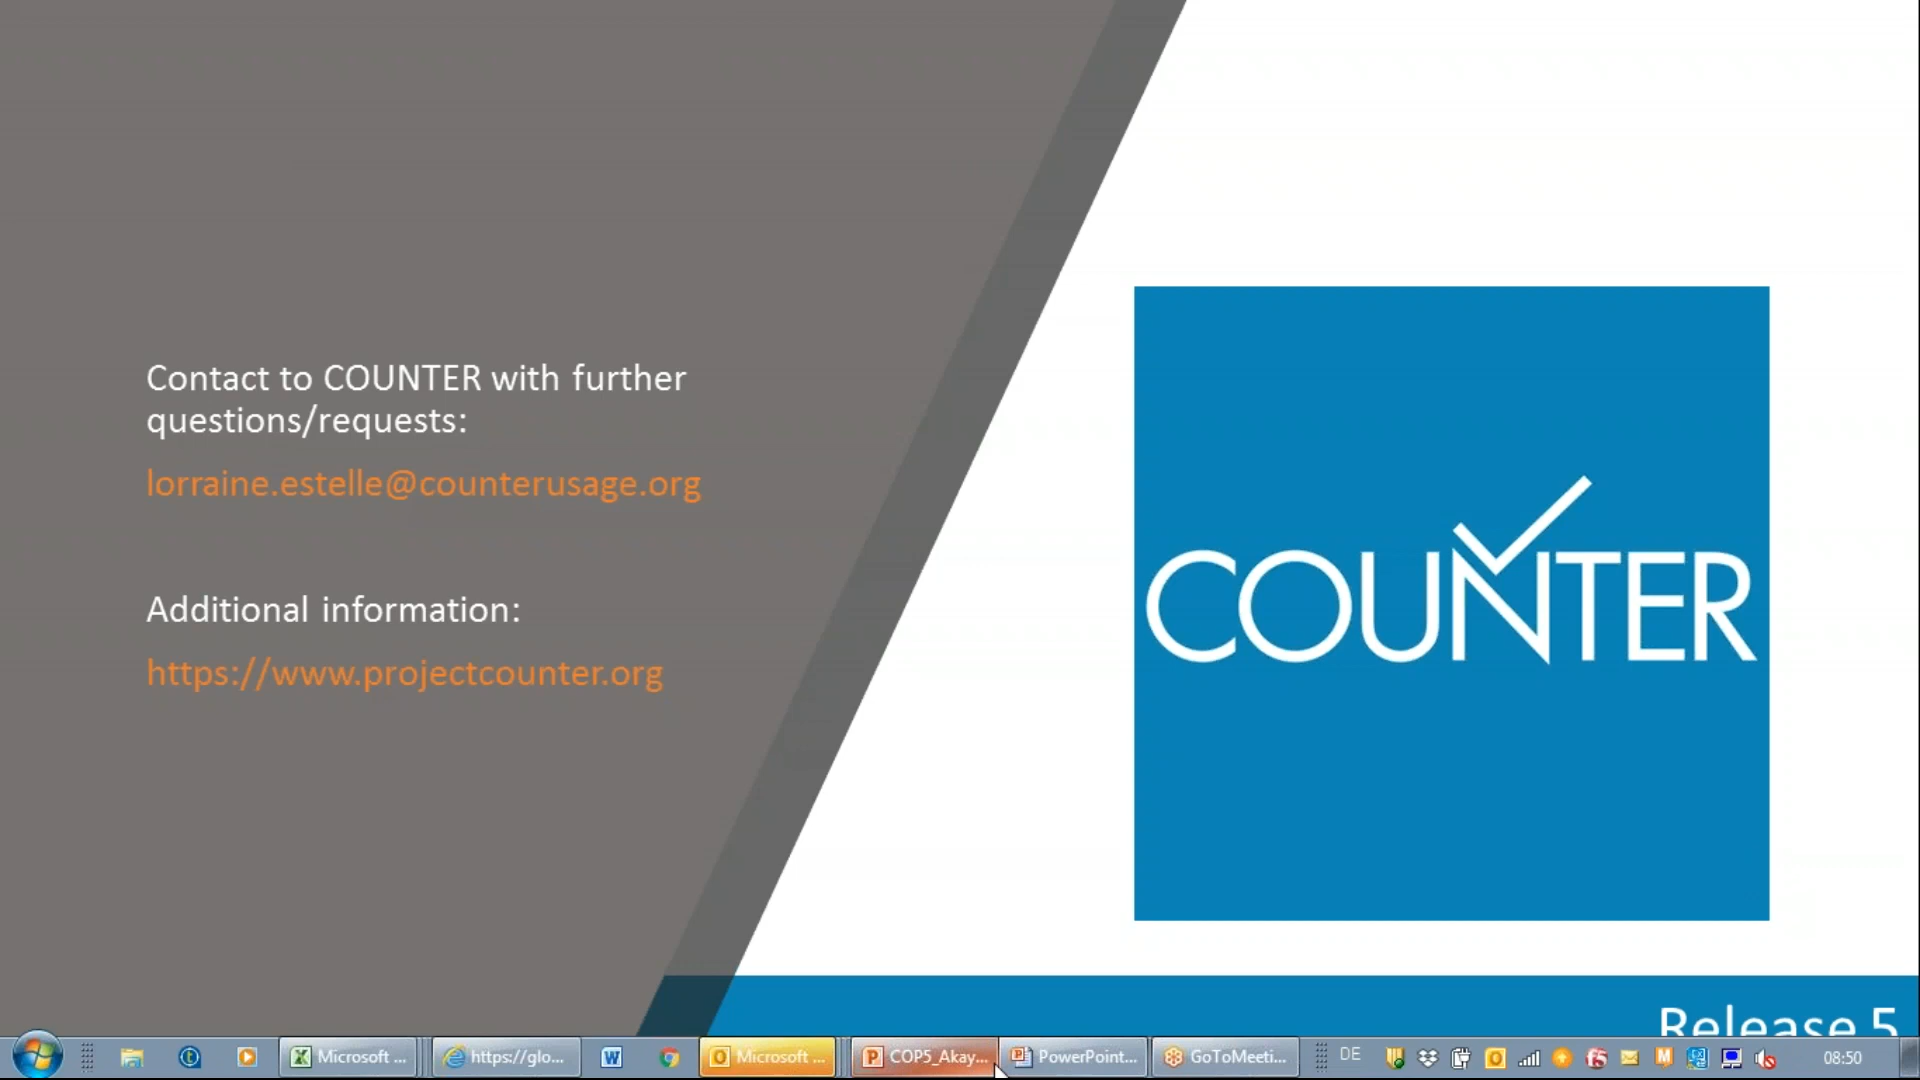 Contact to COUNTER with further
questions/requests:
lorraine.estelle@counterusage.org
Additional information:
https://www.projectcounter.org
COUNTER
Release 5
Microsoft ...
https://glo...
Microsoft ...
COP5_Akay...
PowerPoint...
GoToMeeti...
DE
08:50